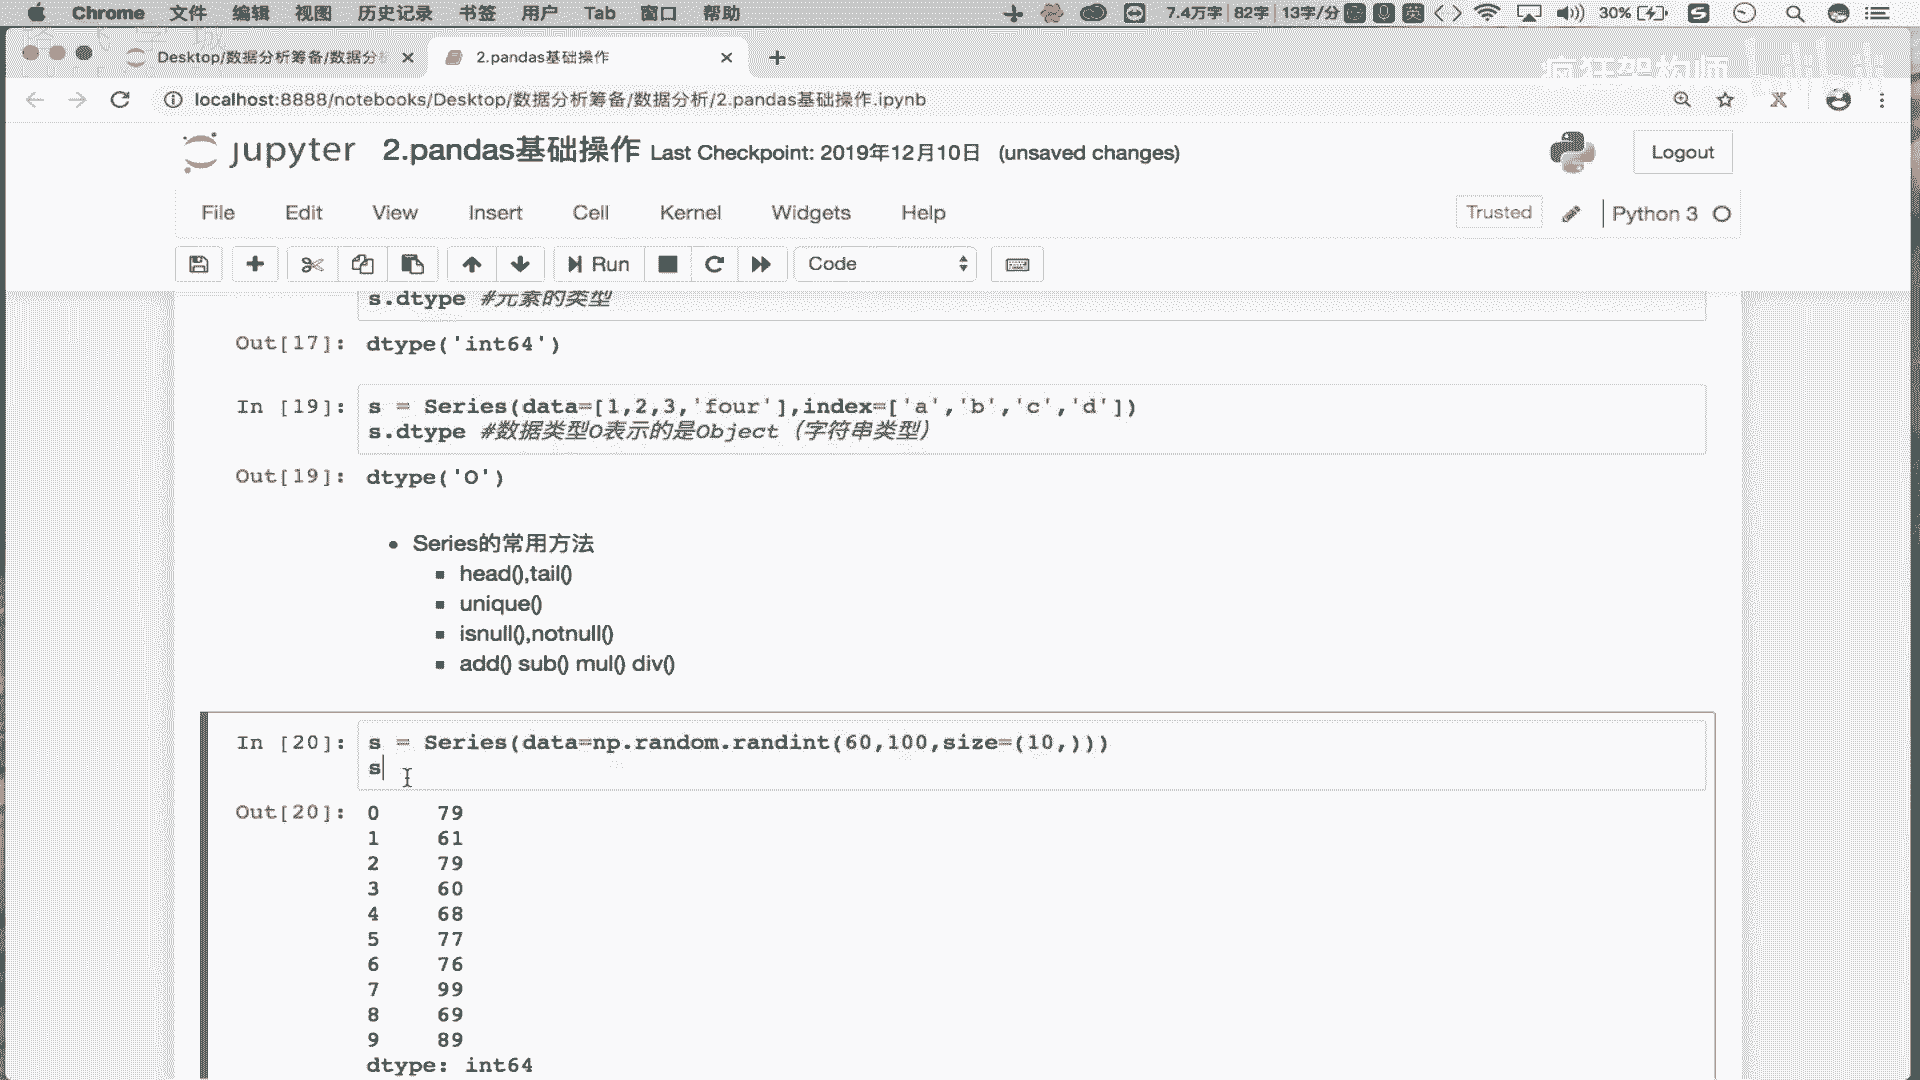 Chrome 文件 编辑 视图 历史记录 书签 用户 Tab 窗口 帮助 7.4万字 82字 13字/分 英 30%
Desktop/数据分析筹备/数据分析 2.pandas基础操作
疯狂架构师 bilibili
localhost:8888/notebooks/Desktop/数据分析筹备/数据分析/2.pandas基础操作.ipynb
jupyter 2.pandas基础操作 Last Checkpoint: 2019年12月10日 (unsaved changes) Logout
File Edit View Insert Cell Kernel Widgets Help Trusted Python 3
Run Code
s.dtype #元素的类型
Out[17]: dtype('int64')
In [19]: s = Series(data=[1,2,3,'four'],index=['a','b','c','d'])
s.dtype #数据类型O表示的是Object（字符串类型）
Out[19]: dtype('O')
Series的常用方法
head(),tail()
unique()
isnull(),notnull()
add() sub() mul() div()
In [20]: s = Series(data=np.random.randint(60,100,size=(10,)))
s
Out[20]: 0 79
1 61
2 79
3 60
4 68
5 77
6 76
7 99
8 69
9 89
dtype: int64